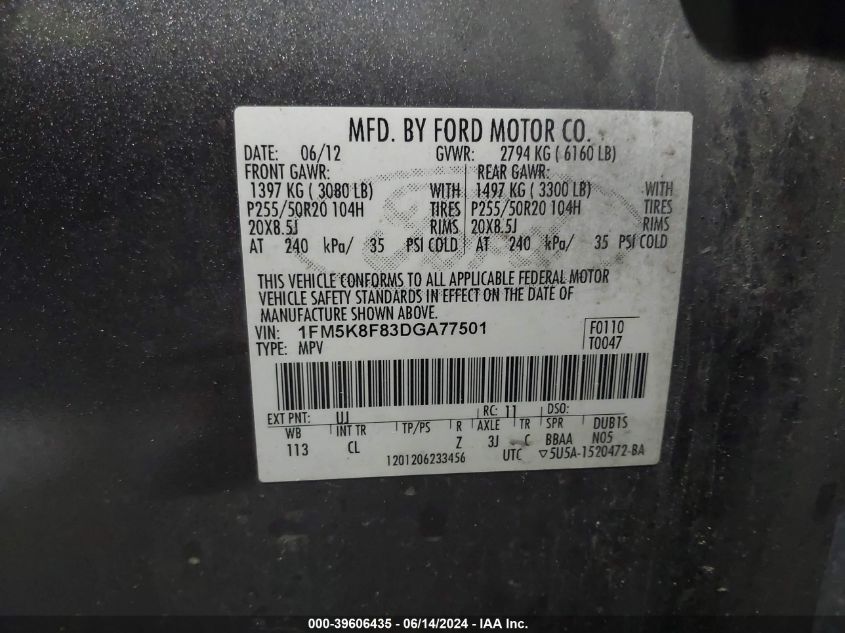 MFD. BY FORD MOTOR CO.
DATE: 06/12 GVWR: 2794 KG ( 6160 LB)
FRONT GAWR: REAR GAWR:
1397 KG ( 3080 LB) WITH 1497 KG ( 3300 LB) WITH
P255/50R20 104H TIRES P255/50R20 104H TIRES
20X8.5J RIMS 20X8.5J RIMS
AT 240 kPa/ 35 PSI COLD AT 240 kPa/ 35 PSI COLD
THIS VEHICLE CONFORMS TO ALL APPLICABLE FEDERAL MOTOR
VEHICLE SAFETY STANDARDS IN EFFECT ON THE DATE OF
MANUFACTURE SHOWN ABOVE.
VIN: 1FM5K8F83DGA77501 F0110
TYPE: MPV T0047
EXT PNT: UJ RC: 11 DSO:
WB INT TR TP/PS R AXLE TR SPR DUB1S
113 CL Z 3J C BBAA N05
1201206233456 UTC ▽5U5A-1520472-BA
000-39606435 - 06/14/2024 - IAA Inc.